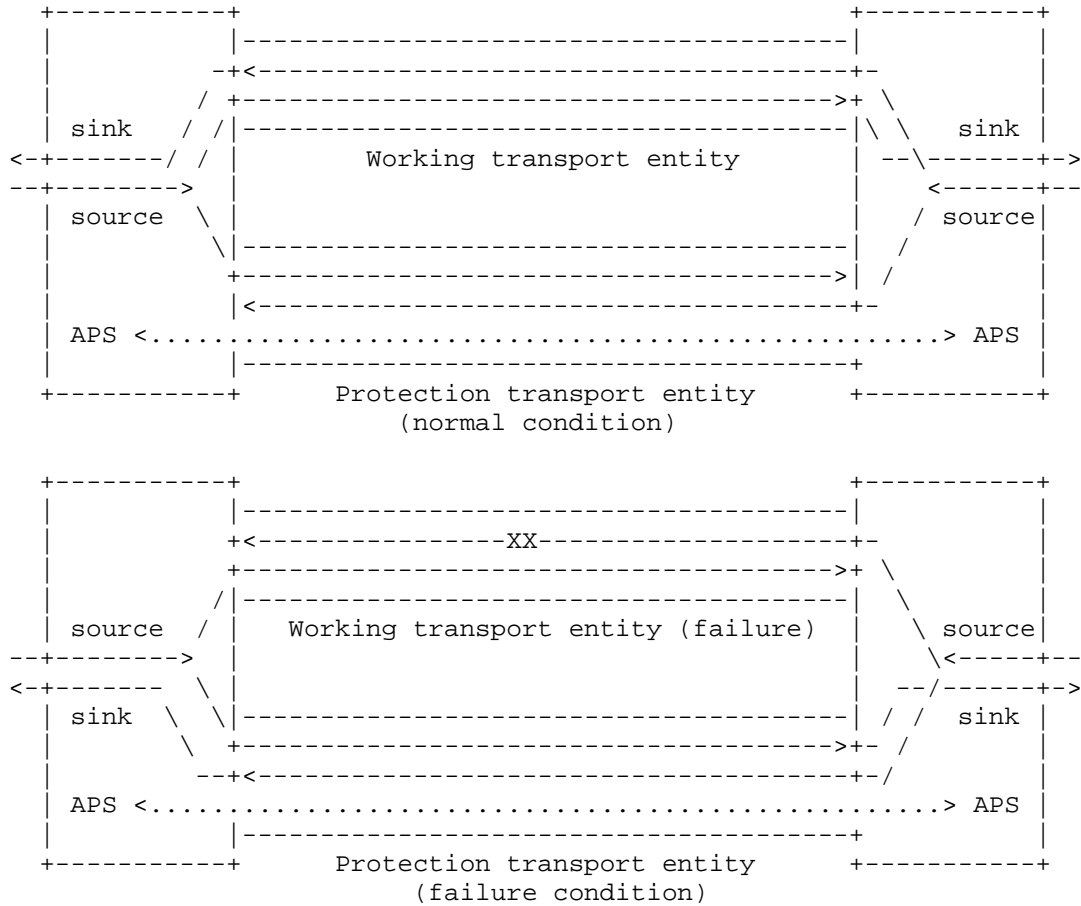 sink sink
Working transport entity
source source
APS APS
Protection transport entity
(normal condition)
XX
source Working transport entity (failure) source
sink sink
APS APS
Protection transport entity
(failure condition)